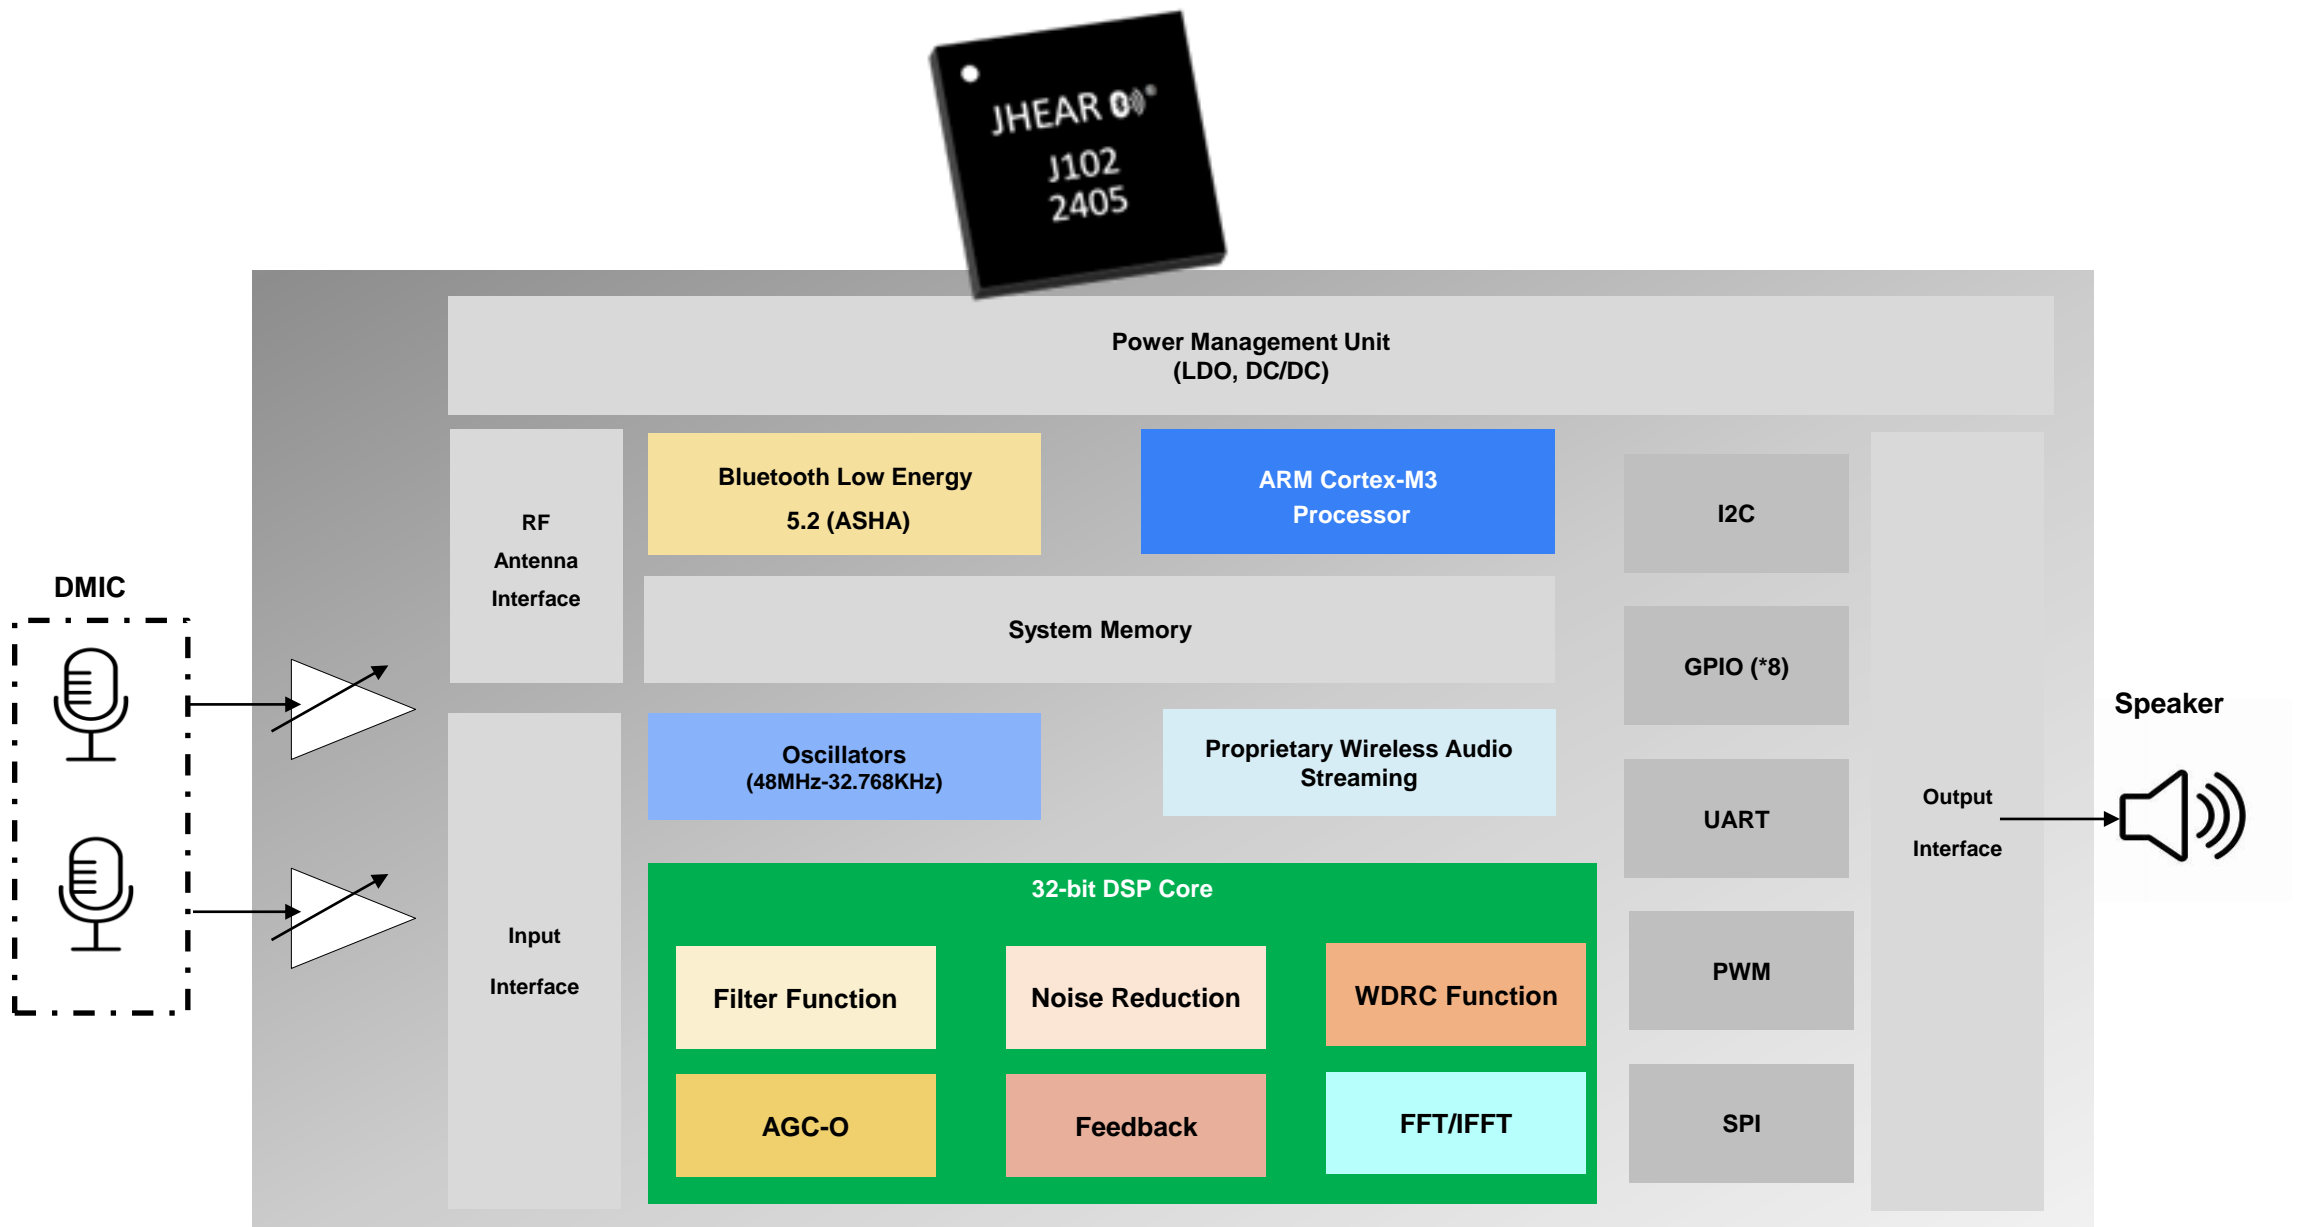 JHEAR
J102
2405
Power Management Unit
(LDO, DC/DC)
RF
Antenna
Interface
Bluetooth Low Energy
5.2 (ASHA)
ARM Cortex-M3
Processor
System Memory
I2C
GPIO (*8)
UART
PWM
SPI
DMIC
Input
Interface
Oscillators
(48MHz-32.768KHz)
Proprietary Wireless Audio
Streaming
32-bit DSP Core
Filter Function
Noise Reduction
WDRC Function
AGC-O
Feedback
FFT/IFFT
Output
Interface
Speaker